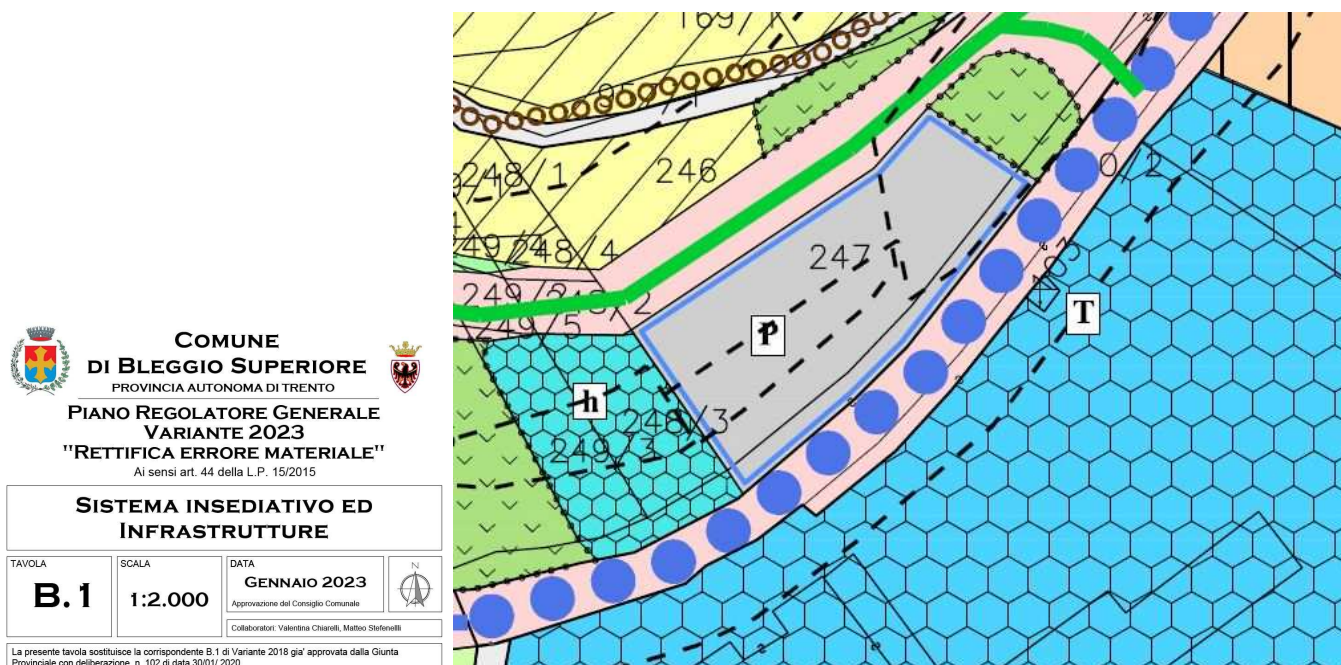 COMUNE
DI BLEGGIO SUPERIORE
PROVINCIA AUTONOMA DI TRENTO
PIANO REGOLATORE GENERALE
VARIANTE 2023
"RETTIFICA ERRORE MATERIALE"
Ai sensi art. 44 della L.P. 15/2015
SISTEMA INSEDIATIVO ED
INFRASTRUTTURE
TAVOLA
B.1
SCALA
1:2.000
DATA
GENNAIO 2023
Approvazione del Consiglio Comunale
N
Collaboratori: Valentina Chiarelli, Matteo Stefenellli
La presente tavola sostituisce la corrispondente B.1 di Variante 2018 gia' approvata dalla Giunta
Provinciale con deliberazione n. 102 di data 30/01/ 2020
169/1
246
248/1
248/4
247
249/5
P
T
h
249/3